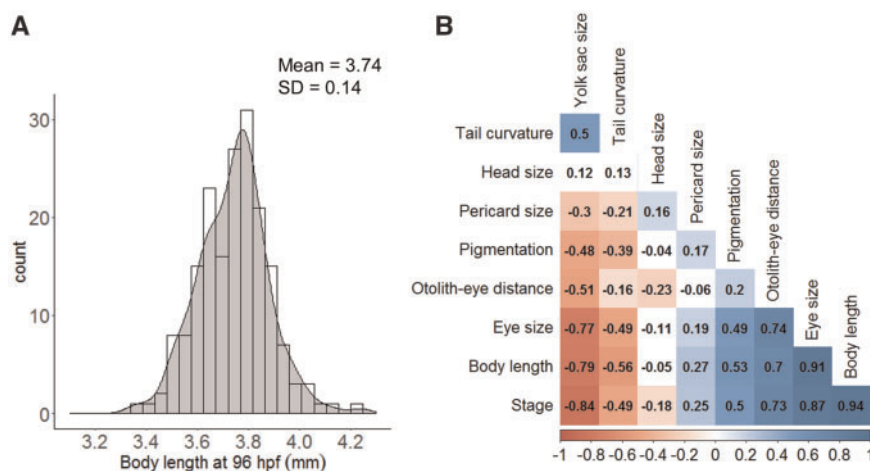 A
Mean = 3.74
SD = 0.14
30
20
10
0
count
3.2 3.4 3.6 3.8 4.0 4.2
Body length at 96 hpf (mm)
B
Yolk sac size
Tail curvature
Head size
Pericard size
Pigmentation
Otolith-eye distance
Eye size
Body length
Tail curvature 0.5
Head size 0.12 0.13
Pericard size -0.3 -0.21 0.16
Pigmentation -0.48 -0.39 -0.04 0.17
Otolith-eye distance -0.51 -0.16 -0.23 -0.06 0.2
Eye size -0.77 -0.49 -0.11 0.19 0.49 0.74
Body length -0.79 -0.56 -0.05 0.27 0.53 0.7 0.91
Stage -0.84 -0.49 -0.18 0.25 0.5 0.73 0.87 0.94
-1 -0.8 -0.6 -0.4 -0.2 0 0.2 0.4 0.6 0.8 1